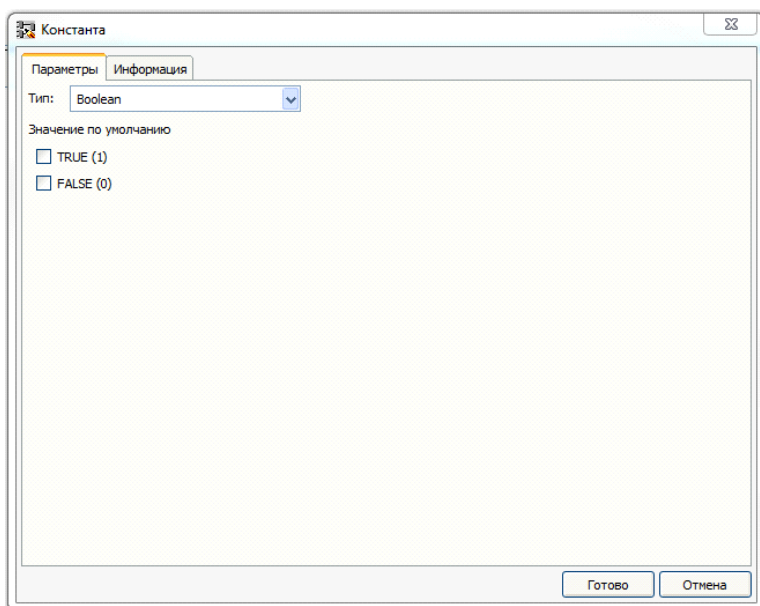 Константа
Параметры Информация
Тип: Boolean
Значение по умолчанию
TRUE (1)
FALSE (0)
Готово Отмена